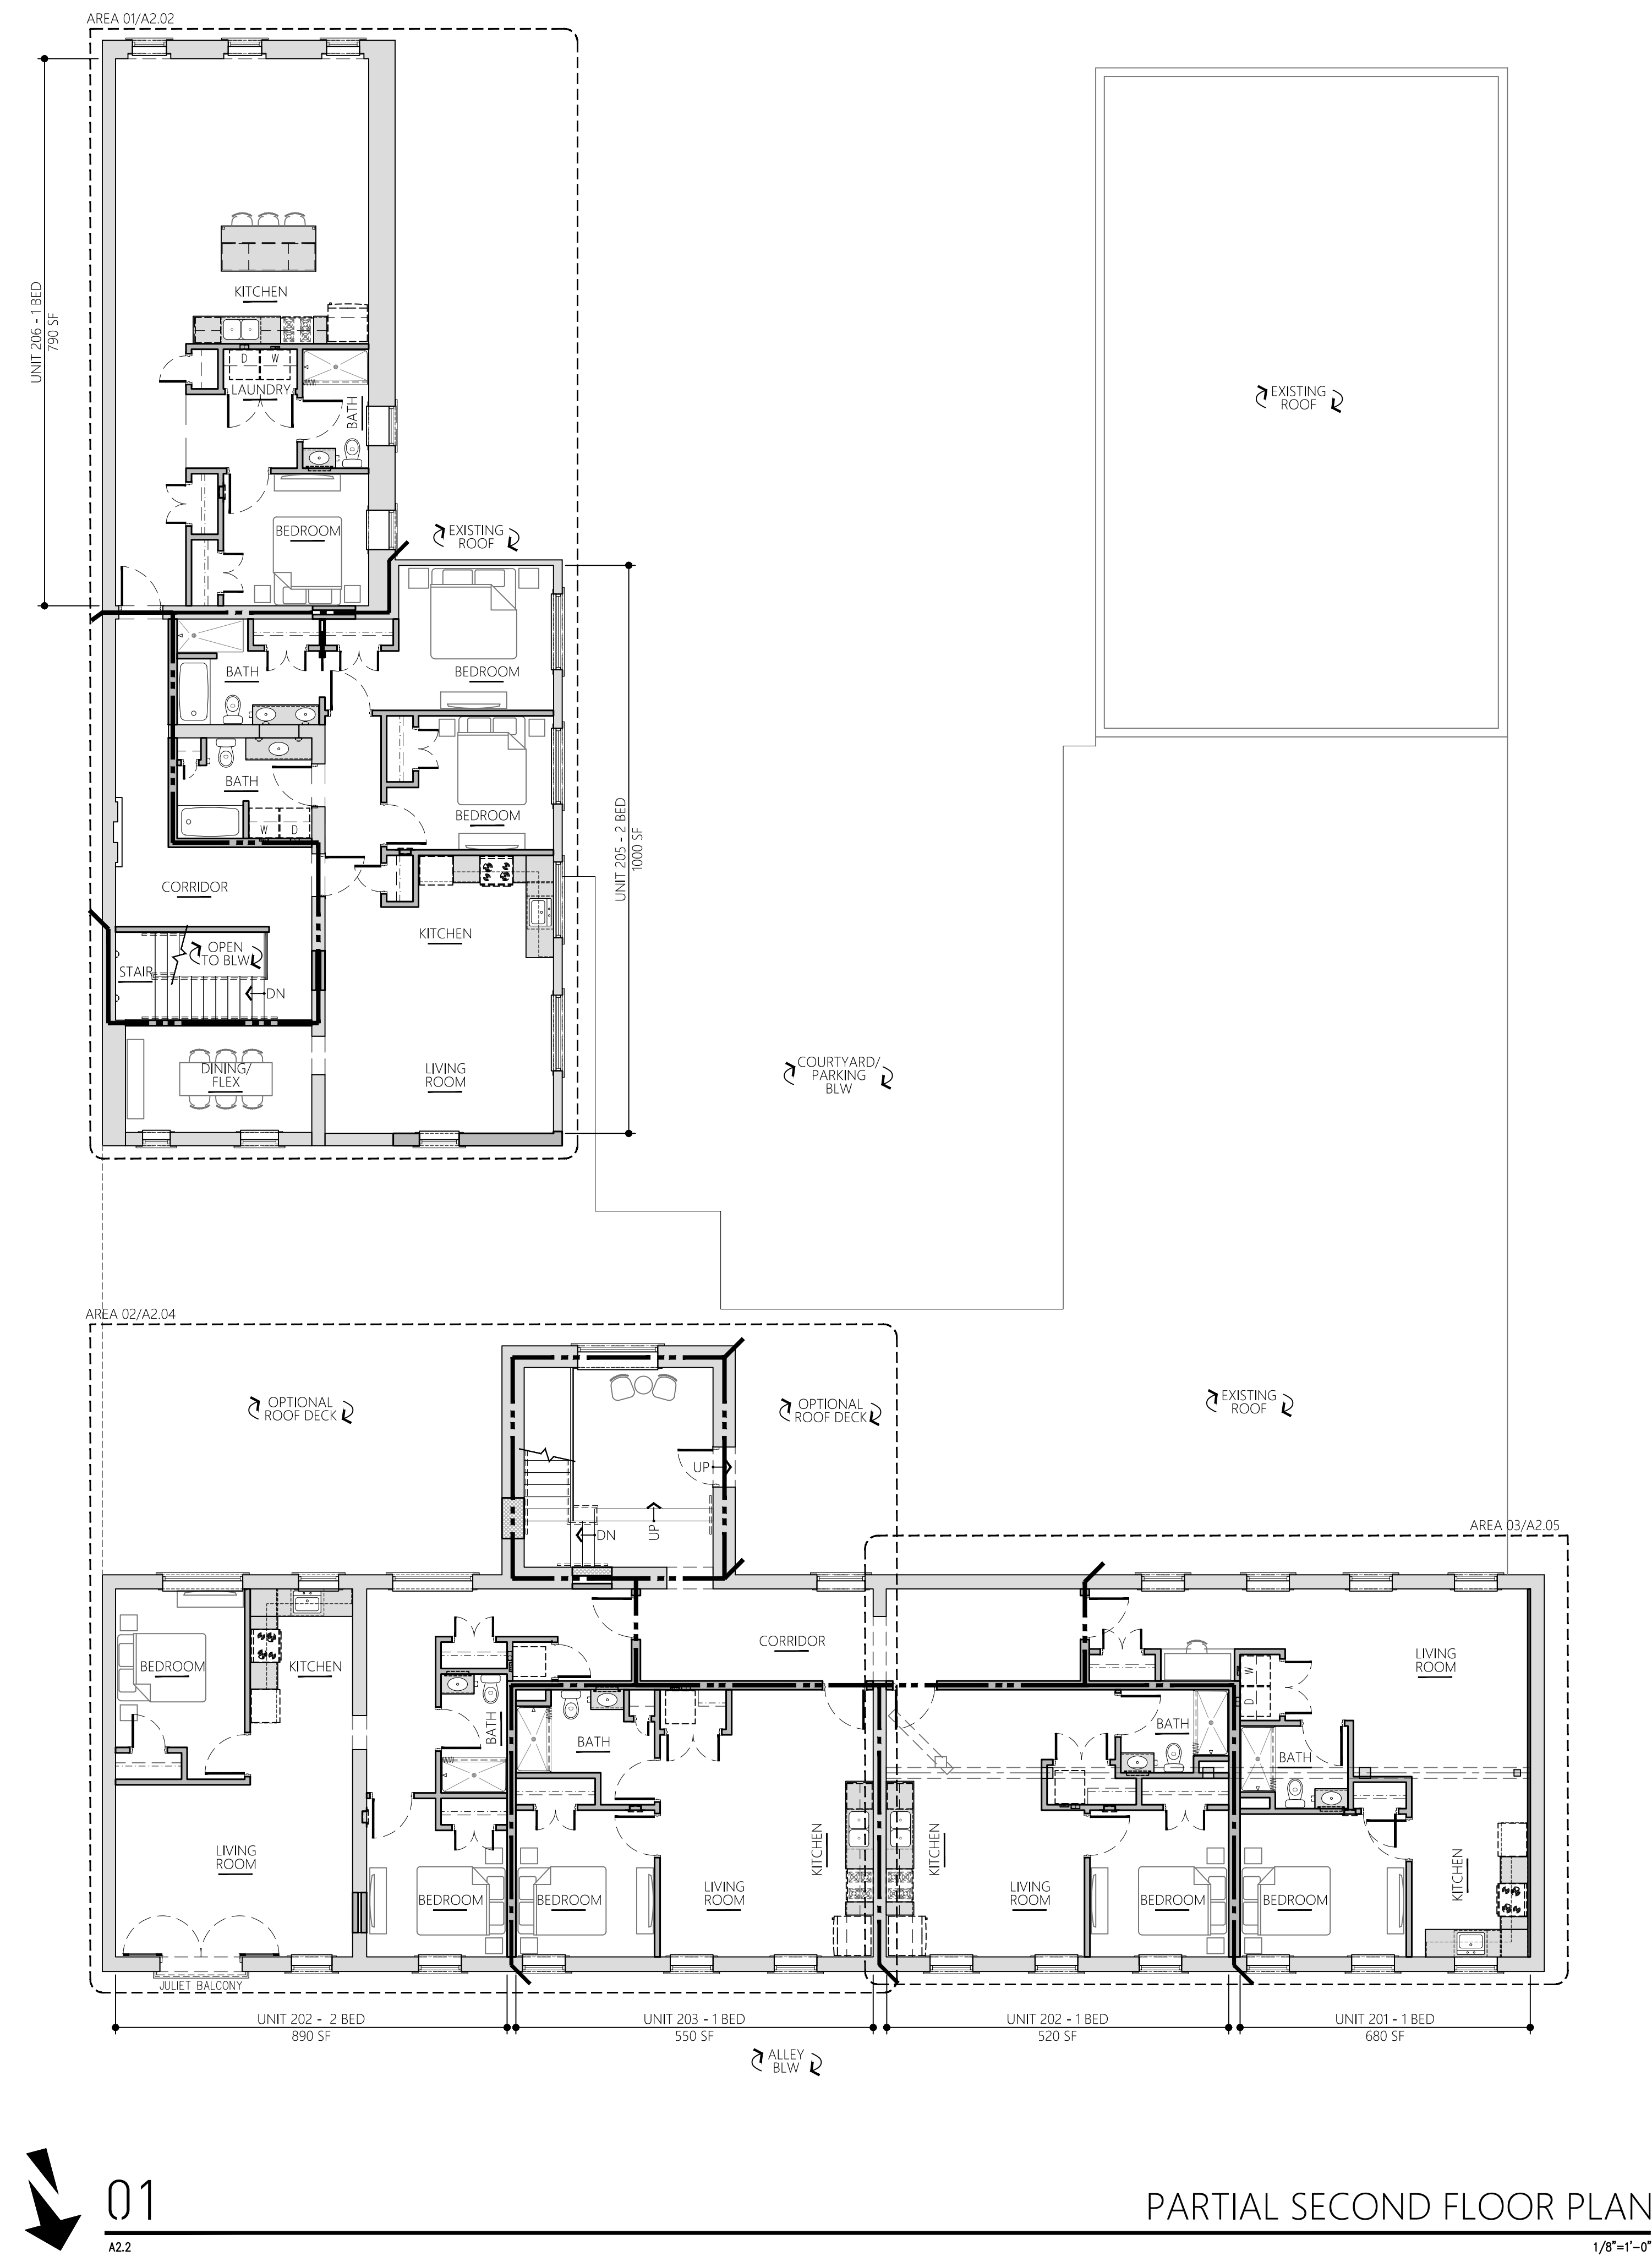 AREA 01/A2.02
UNIT 206 - 1 BED
790 SF
KITCHEN
D
W
LAUNDRY
BATH
BEDROOM
EXISTING
ROOF
EXISTING
ROOF
BATH
BEDROOM
BATH
W
D
BEDROOM
UNIT 205 - 2 BED
1000 SF
CORRIDOR
KITCHEN
OPEN
TO BLW
STAIR
DN
DINING/
FLEX
LIVING
ROOM
COURTYARD/
PARKING
BLW
AREA 02/A2.04
OPTIONAL
ROOF DECK
OPTIONAL
ROOF DECK
EXISTING
ROOF
UP
DN
UP
AREA 03/A2.05
BEDROOM
KITCHEN
CORRIDOR
LIVING
ROOM
W
D
BATH
BATH
BATH
BATH
LIVING
ROOM
BEDROOM
BEDROOM
LIVING
ROOM
KITCHEN
KITCHEN
LIVING
ROOM
BEDROOM
BEDROOM
KITCHEN
JULIET BALCONY
UNIT 202 - 2 BED
890 SF
UNIT 203 - 1 BED
550 SF
UNIT 202 - 1 BED
520 SF
UNIT 201 - 1 BED
680 SF
ALLEY
BLW
01
PARTIAL SECOND FLOOR PLAN
A2.2
1/8"=1'-0"